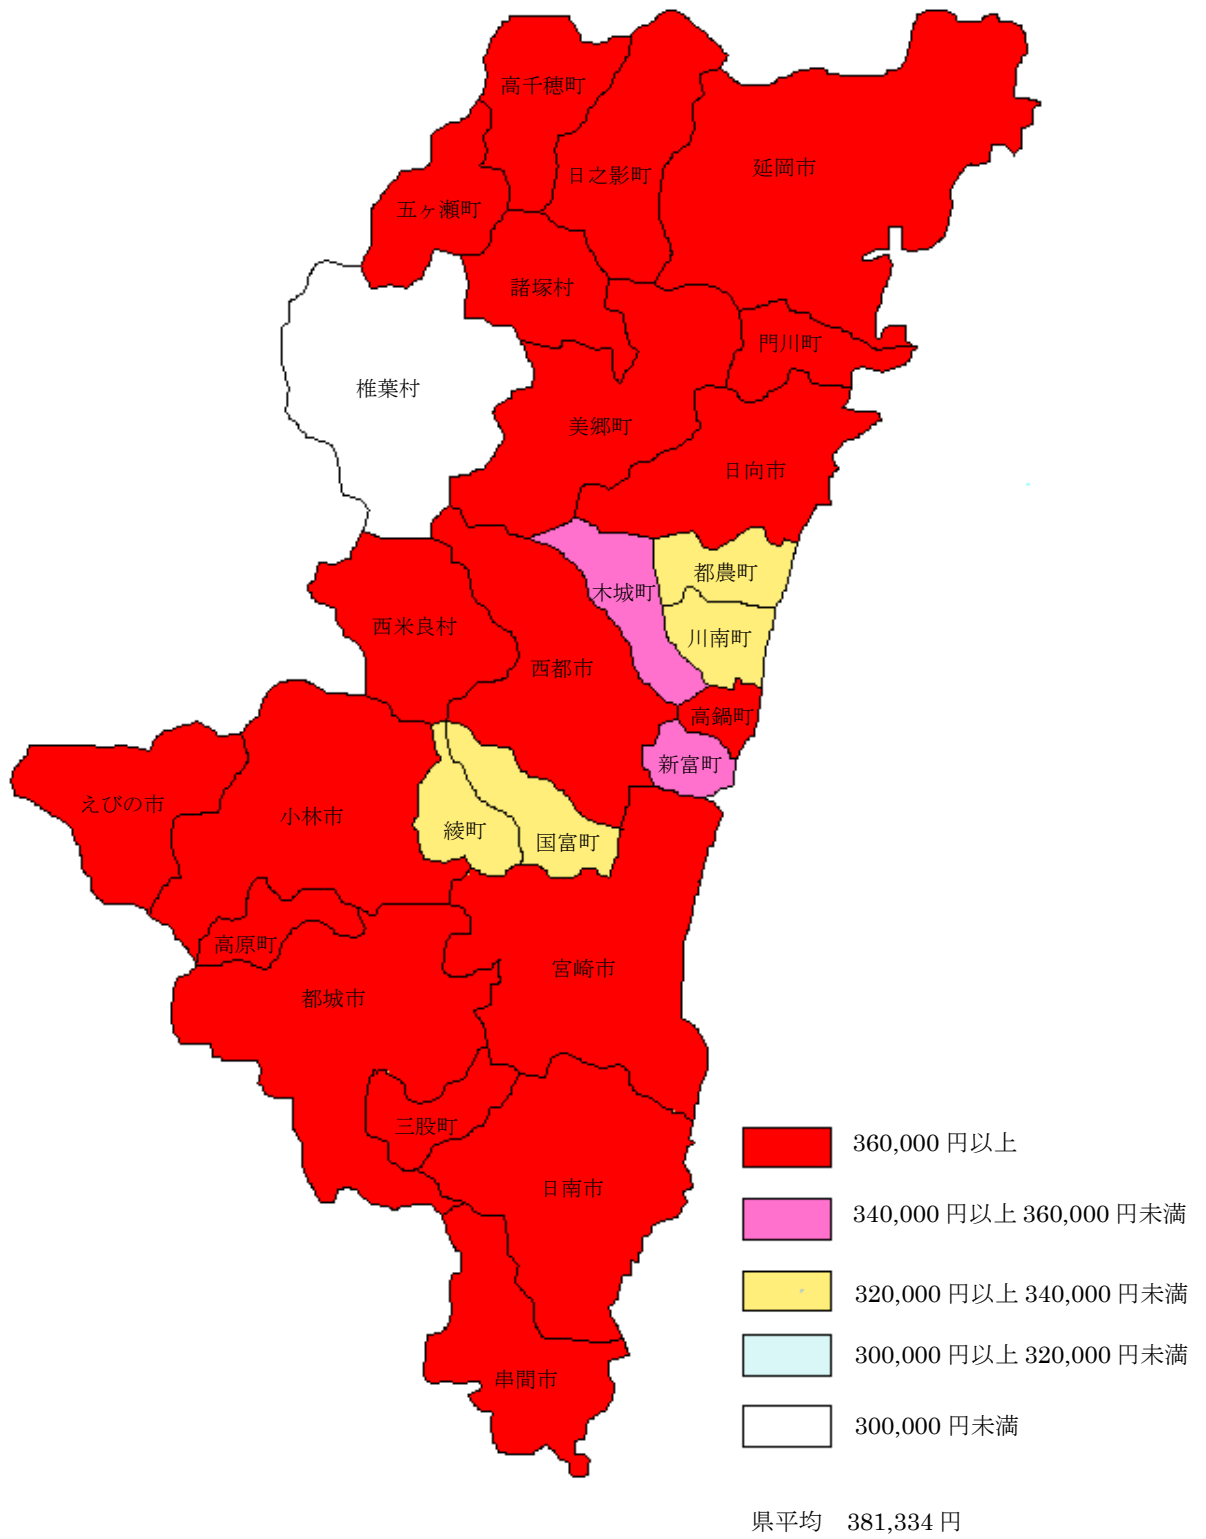 高千穂町
日之影町
延岡市
五ヶ瀬町
諸塚村
門川町
椎葉村
美郷町
日向市
都農町
木城町
西米良村
川南町
西都市
高鍋町
新富町
えびの市
小林市
綾町
国富町
高原町
宮崎市
都城市
三股町
日南市
串間市
360,000 円以上
340,000 円以上 360,000 円未満
320,000 円以上 340,000 円未満
300,000 円以上 320,000 円未満
300,000 円未満
県平均　381,334 円